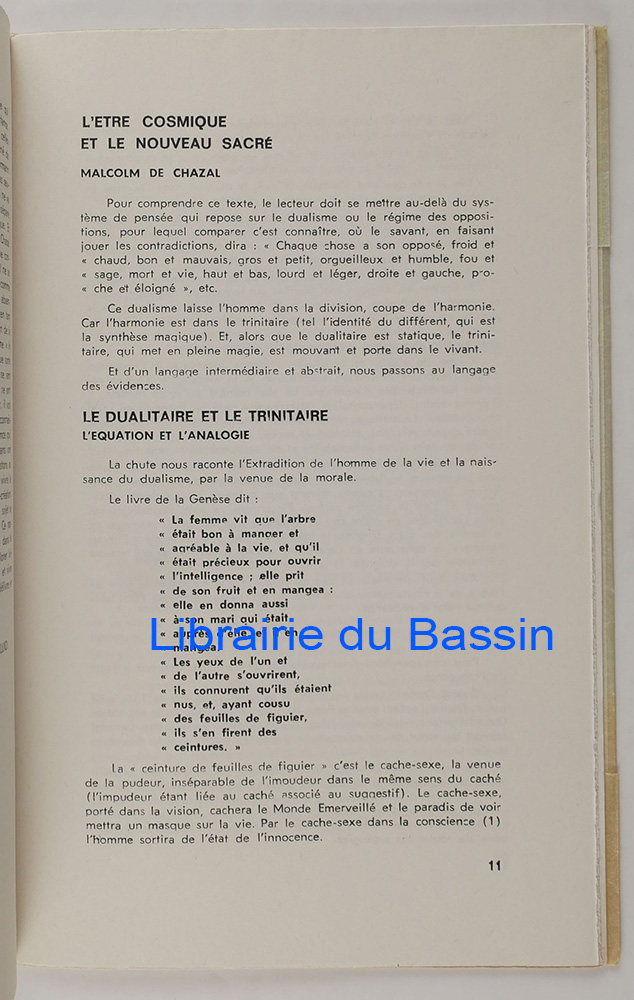 L'ETRE COSMIQUE
ET LE NOUVEAU SACRÉ
MALCOLM DE CHAZAL
Pour comprendre ce texte, le lecteur doit se mettre au-delà du sys-
tème de pensée qui repose sur le dualisme ou le régime des opposi-
tions, pour lequel comparer c'est connaître, où le savant, en faisant
jouer les contradictions, dira : « Chaque chose a son opposé, froid et
« chaud, bon et mauvais, gros et petit, orgueilleux et humble, fou et
« sage, mort et vie, haut et bas, lourd et léger, droite et gauche, pro-
« che et éloigné », etc.
Ce dualisme laisse l'homme dans la division, coupe de l'harmonie.
Car l'harmonie est dans le trinitaire (tel l'identité du différent, qui est
la synthèse magique). Et, alors que le dualitaire est statique, le trini-
taire, qui met en pleine magie, est mouvant et porte dans le vivant.
Et d'un langage intermédiaire et abstrait, nous passons au langage
des évidences.
LE DUALITAIRE ET LE TRINITAIRE
L'EQUATION ET L'ANALOGIE
La chute nous raconte l'Extradition de l'homme de la vie et la nais-
sance du dualisme, par la venue de la morale.
Le livre de la Genèse dit :
« La femme vit que l'arbre
« était bon à manger et
« agréable à la vie, et qu'il
« était précieux pour ouvrir
« l'intelligence ; elle prit
« de son fruit et en mangea :
« elle en donna aussi
« à son mari qui était
« auprès d'elle et il en
« mangea.
Librairie du Bassin
« Les yeux de l'un et
« de l'autre s'ouvrirent,
« ils connurent qu'ils étaient
« nus, et, ayant cousu
« des feuilles de figuier,
« ils s'en firent des
« ceintures. »
La « ceinture de feuilles de figuier » c'est le cache-sexe, la venue
de la pudeur, inséparable de l'impudeur dans le même sens du caché
(l'impudeur étant liée au caché associé au suggestif). Le cache-sexe,
porté dans la vision, cachera le Monde Emerveillé et le paradis de voir
mettra un masque sur la vie. Par le cache-sexe dans la conscience (1)
l'homme sortira de l'état de l'innocence.
11